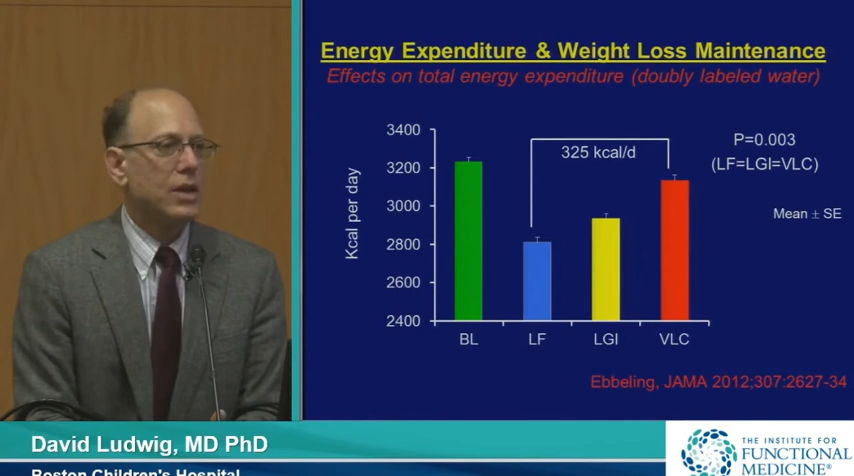 Energy Expenditure & Weight Loss Maintenance
Effects on total energy expenditure (doubly labeled water)
3400
3200
3000
2800
2600
2400
Kcal per day
325 kcal/d
P=0.003
(LF=LGI=VLC)
Mean ± SE
BL LF LGI VLC
Ebbeling, JAMA 2012;307:2627-34
David Ludwig, MD PhD
Boston Children's Hospital
THE INSTITUTE FOR
FUNCTIONAL
MEDICINE®